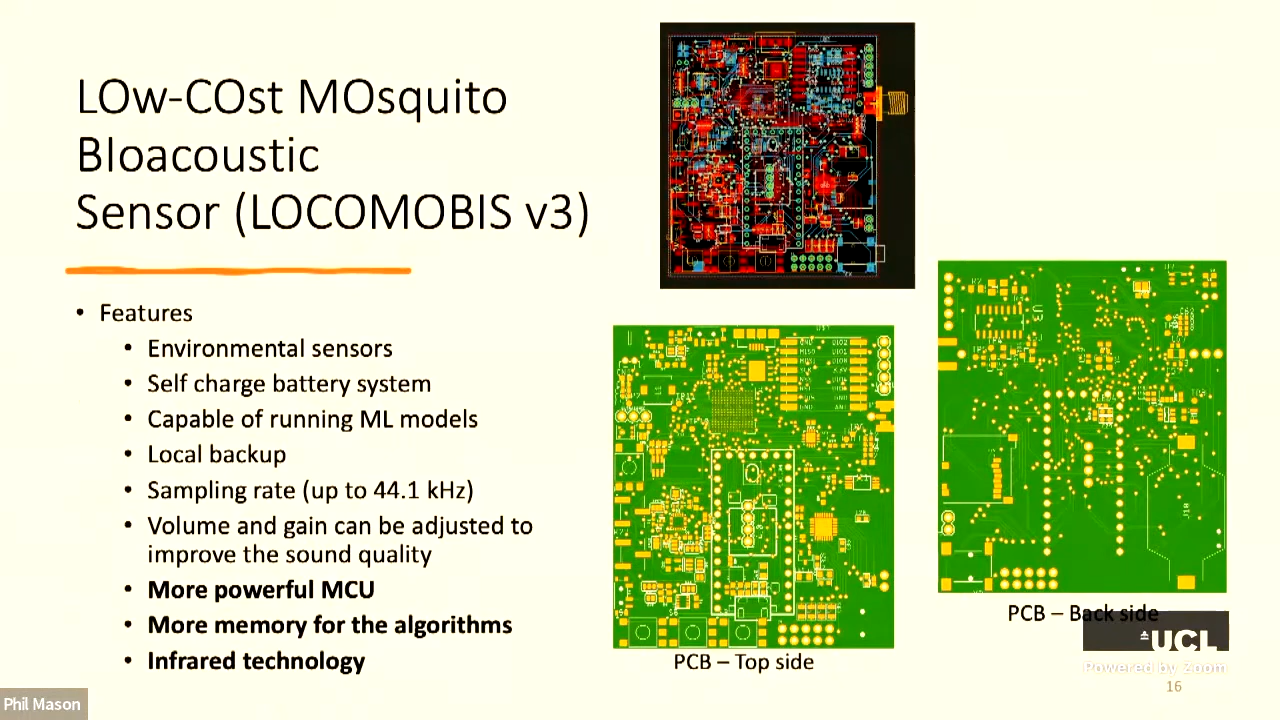 LOw-COst MOsquito
BIoacoustic
Sensor (LOCOMOBIS v3)
• Features
• Environmental sensors
• Self charge battery system
• Capable of running ML models
• Local backup
• Sampling rate (up to 44.1 kHz)
• Volume and gain can be adjusted to
improve the sound quality
• More powerful MCU
• More memory for the algorithms
• Infrared technology
PCB – Top side
PCB – Back side
UCL
Powered by Zoom
16
Phil Mason